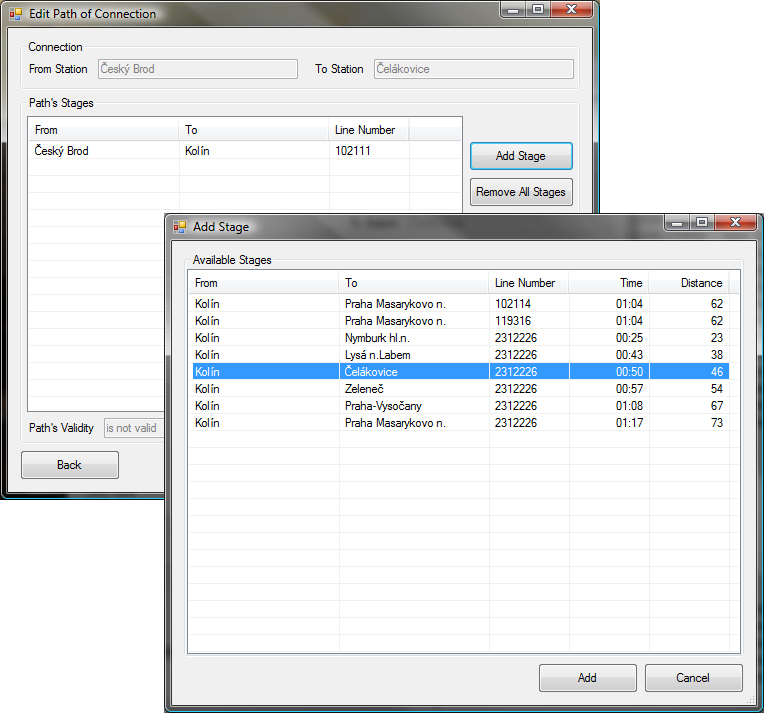 Edit Path of Connection
Connection
From Station Český Brod To Station Čelákovice
Path's Stages
From To Line Number
Český Brod Kolín 102111
Add Stage
Remove All Stages
Path's Validity is not valid
Back
Add Stage
Available Stages
From To Line Number Time Distance
Kolín Praha Masarykovo n. 102114 01:04 62
Kolín Praha Masarykovo n. 119316 01:04 62
Kolín Nymburk hl.n. 2312226 00:25 23
Kolín Lysá n.Labem 2312226 00:43 38
Kolín Čelákovice 2312226 00:50 46
Kolín Zeleneč 2312226 00:57 54
Kolín Praha-Vysočany 2312226 01:08 67
Kolín Praha Masarykovo n. 2312226 01:17 73
Add Cancel